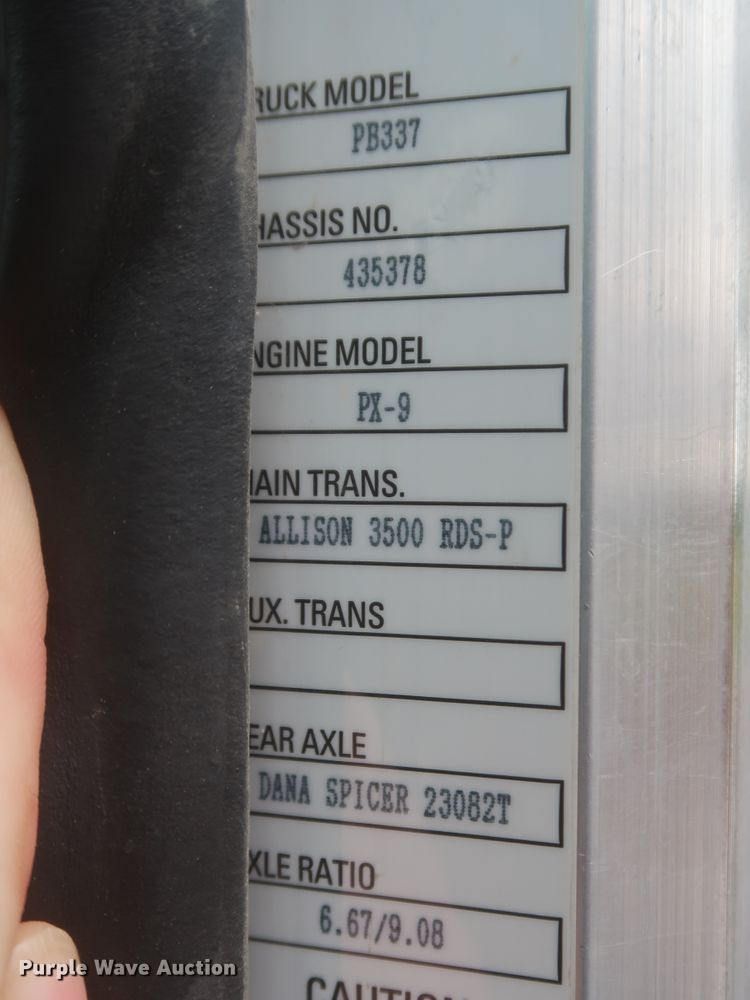 RUCK MODEL
PB337
HASSIS NO.
435378
NGINE MODEL
PX-9
AIN TRANS.
ALLISON 3500 RDS-P
UX. TRANS
EAR AXLE
DANA SPICER 23082T
XLE RATIO
6.67/9.08
CAUTION
Purple Wave Auction